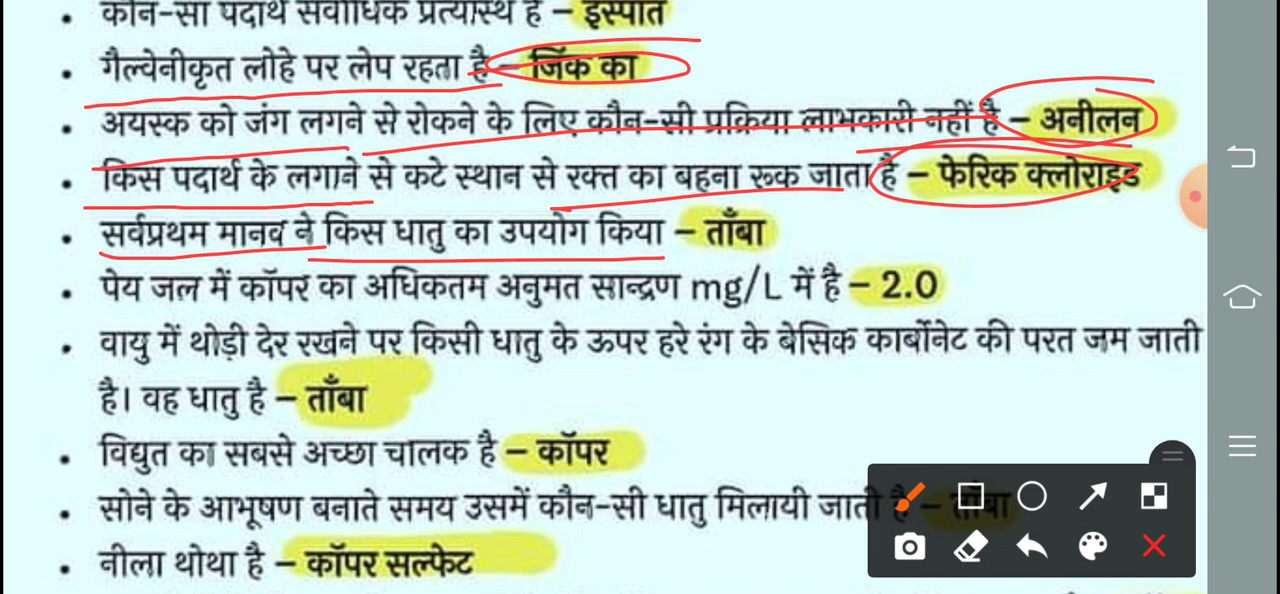 • कौन-सा पदार्थ सर्वाधिक प्रत्यास्थ है – इस्पात
• गैल्वेनीकृत लोहे पर लेप रहता है – जिंक का
• अयस्क को जंग लगने से रोकने के लिए कौन-सी प्रक्रिया लाभकारी नहीं है – अनीलन
• किस पदार्थ के लगाने से कटे स्थान से रक्त का बहना रूक जाता है – फेरिक क्लोराइड
• सर्वप्रथम मानव ने किस धातु का उपयोग किया – ताँबा
• पेय जल में कॉपर का अधिकतम अनुमत सान्द्रण mg/L में है – 2.0
• वायु में थोड़ी देर रखने पर किसी धातु के ऊपर हरे रंग के बेसिक कार्बोनेट की परत जम जाती
है। वह धातु है – ताँबा
• विद्युत का सबसे अच्छा चालक है – कॉपर
• सोने के आभूषण बनाते समय उसमें कौन-सी धातु मिलायी जाती है – ताँबा
• नीला थोथा है – कॉपर सल्फेट